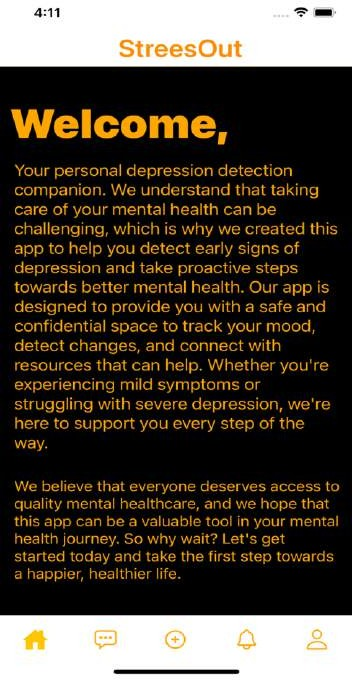 4:11
StreesOut
Welcome,
Your personal depression detection
companion. We understand that taking
care of your mental health can be
challenging, which is why we created this
app to help you detect early signs of
depression and take proactive steps
towards better mental health. Our app is
designed to provide you with a safe and
confidential space to track your mood,
detect changes, and connect with
resources that can help. Whether you're
experiencing mild symptoms or
struggling with severe depression, we're
here to support you every step of the
way.
We believe that everyone deserves access to
quality mental healthcare, and we hope that
this app can be a valuable tool in your mental
health journey. So why wait? Let's get
started today and take the first step towards
a happier, healthier life.